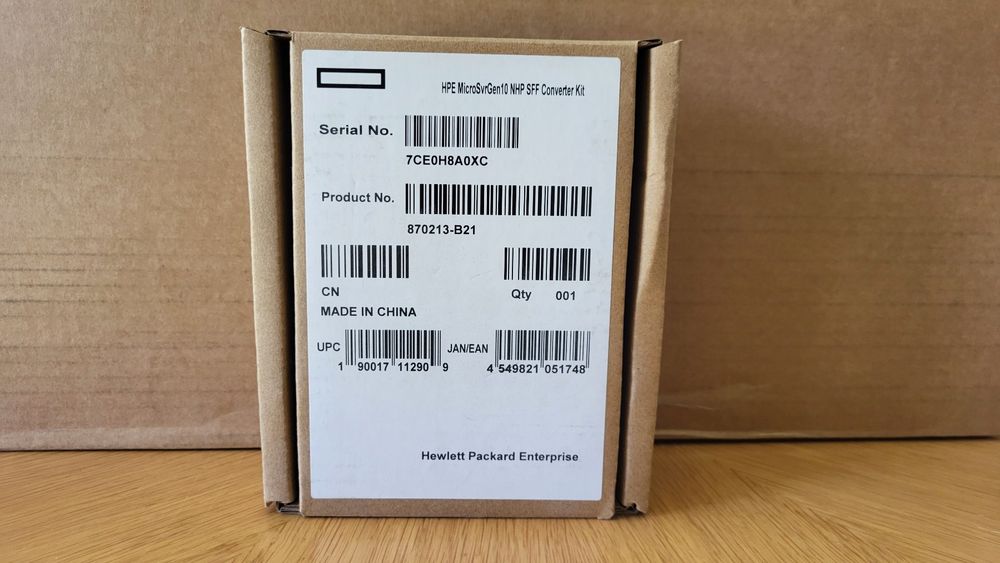 HPE MicroSvrGen10 NHP SFF Converter Kit
Serial No.
7CE0H8A0XC
Product No.
870213-B21
CN
Qty 001
MADE IN CHINA
UPC
1 90017 11290 9
JAN/EAN
4 549821 051748
Hewlett Packard Enterprise